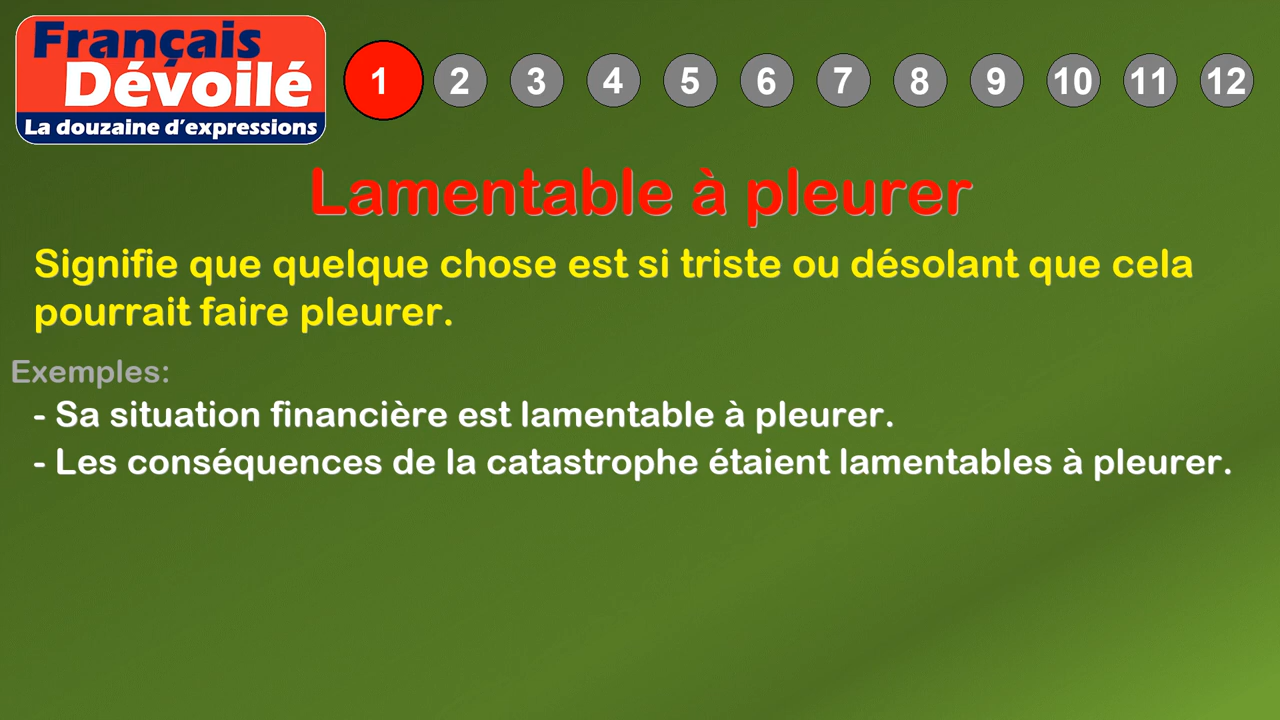 Français
Dévoilé
La douzaine d'expressions
1 2 3 4 5 6 7 8 9 10 11 12
Lamentable à pleurer
Signifie que quelque chose est si triste ou désolant que cela
pourrait faire pleurer.
Exemples:
- Sa situation financière est lamentable à pleurer.
- Les conséquences de la catastrophe étaient lamentables à pleurer.